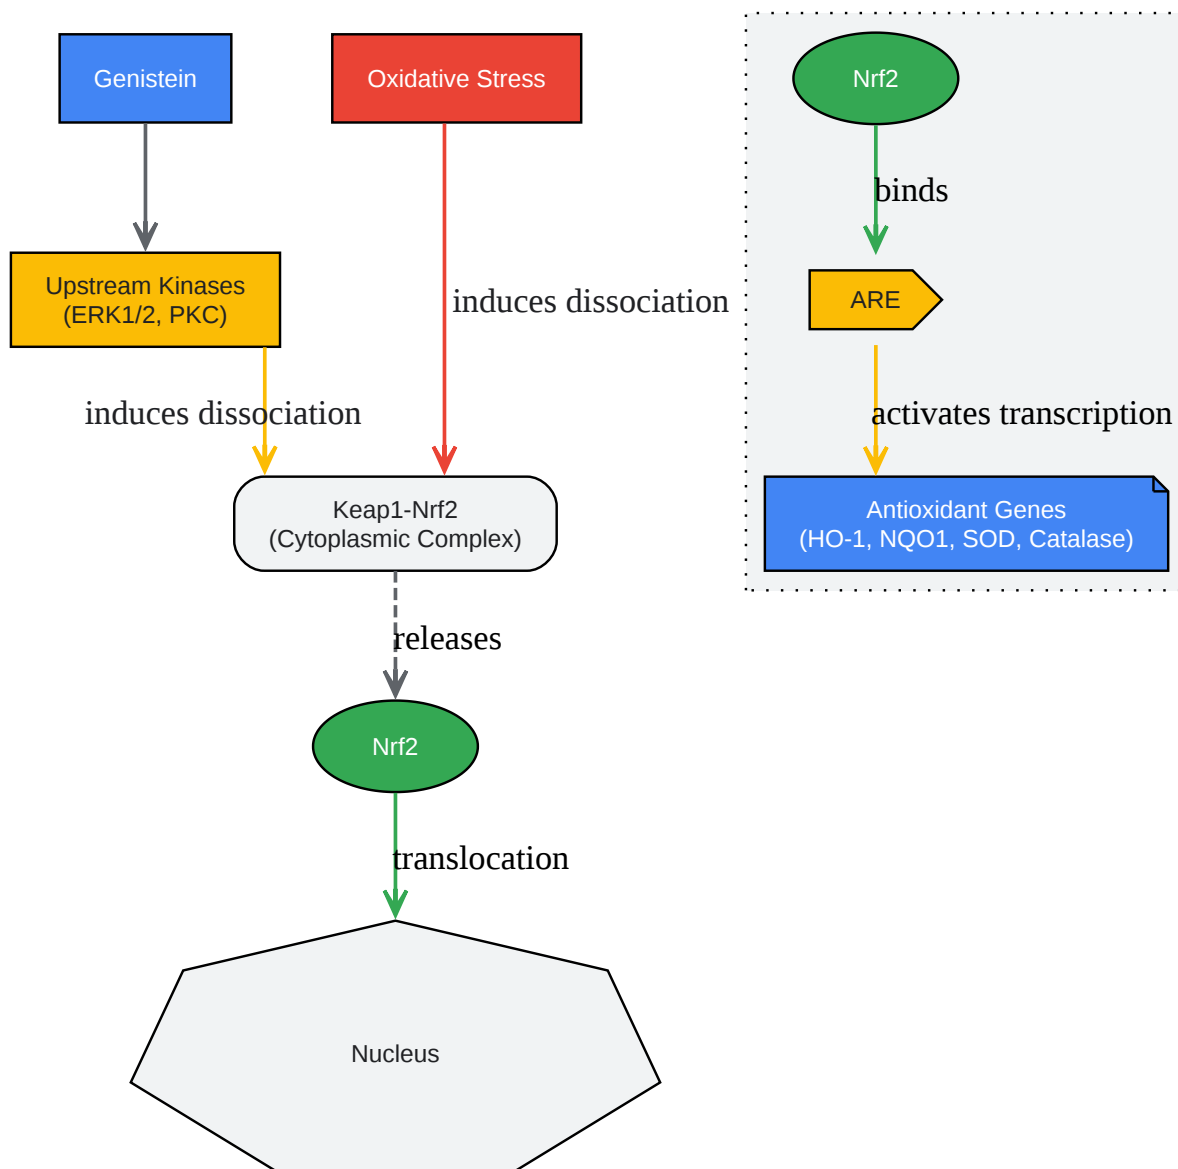 Genistein
Oxidative Stress
Upstream Kinases
(ERK1/2, PKC)
induces dissociation
induces dissociation
Keap1-Nrf2
(Cytoplasmic Complex)
releases
Nrf2
translocation
Nucleus
Nrf2
binds
ARE
activates transcription
Antioxidant Genes
(HO-1, NQO1, SOD, Catalase)